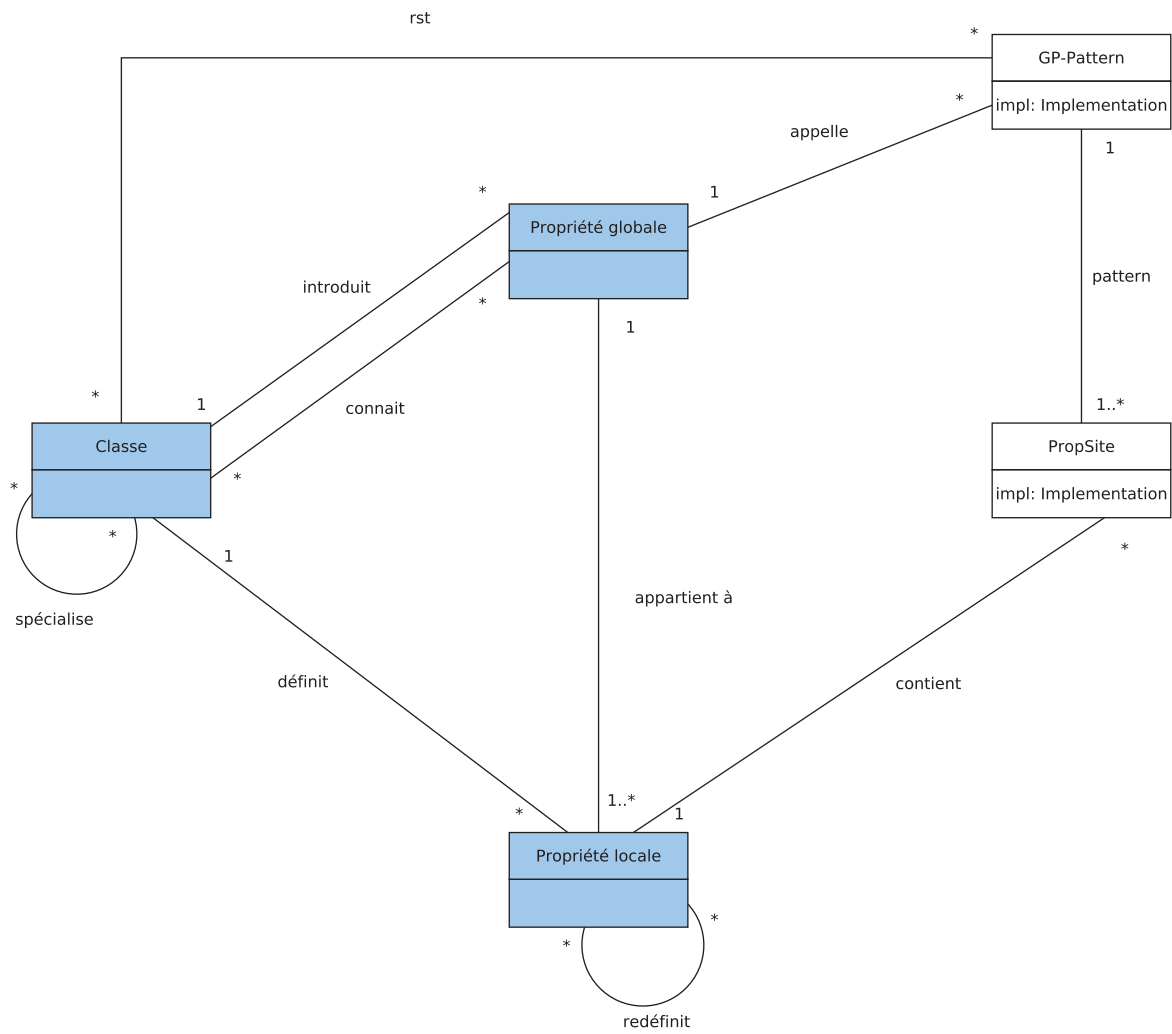 rst
*
GP-Pattern
impl: Implementation
*
appelle
1
1
*
Propriété globale
introduit
*
pattern
1
connait
*
1
1..*
Classe
*
PropSite
*
impl: Implementation
*
1
*
spécialise
appartient à
définit
contient
1..*
*
1
Propriété locale
*
*
redéfinit